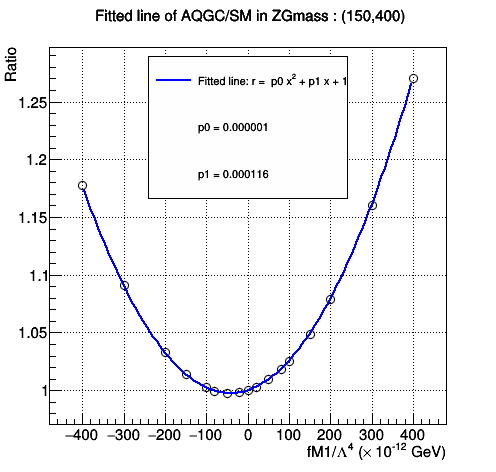 Fitted line of AQGC/SM in ZGmass : (150,400)
Ratio
Fitted line: r = p0 x² + p1 x + 1
p0 = 0.000001
p1 = 0.000116
1.25
1.2
1.15
1.1
1.05
1
−400 −300 −200 −100 0 100 200 300 400
fM1/Λ⁴ (× 10⁻¹² GeV)